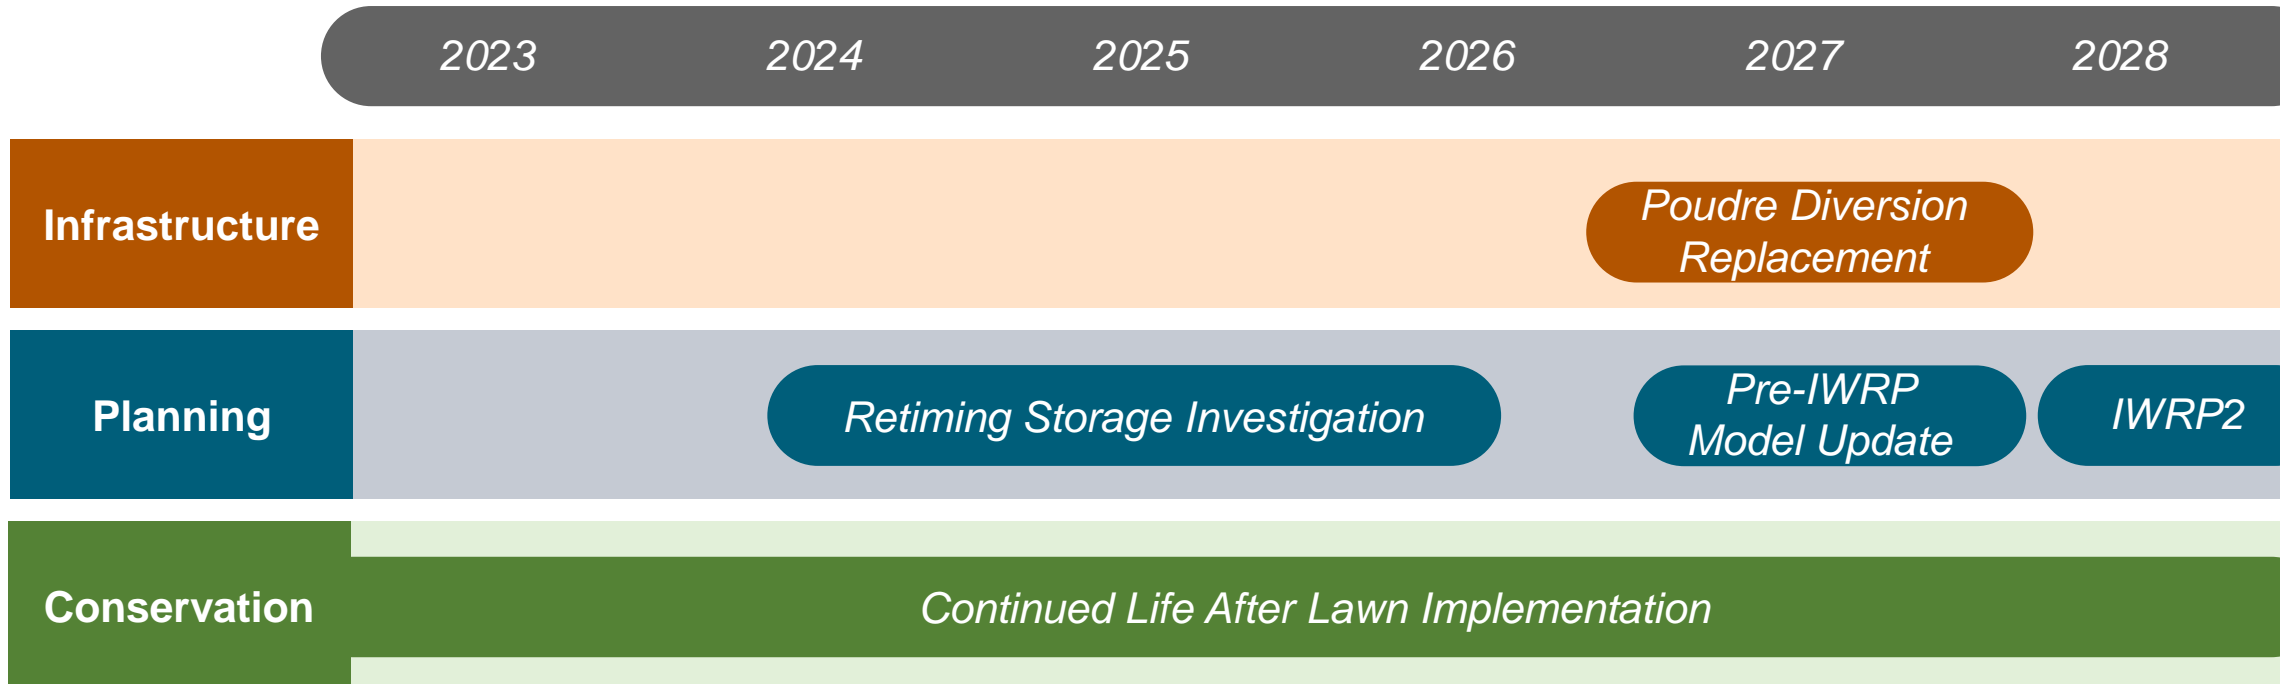 2023 2024 2025 2026 2027 2028
Infrastructure
Poudre Diversion
Replacement
Planning
Retiming Storage Investigation
Pre-IWRP
Model Update
IWRP2
Conservation
Continued Life After Lawn Implementation